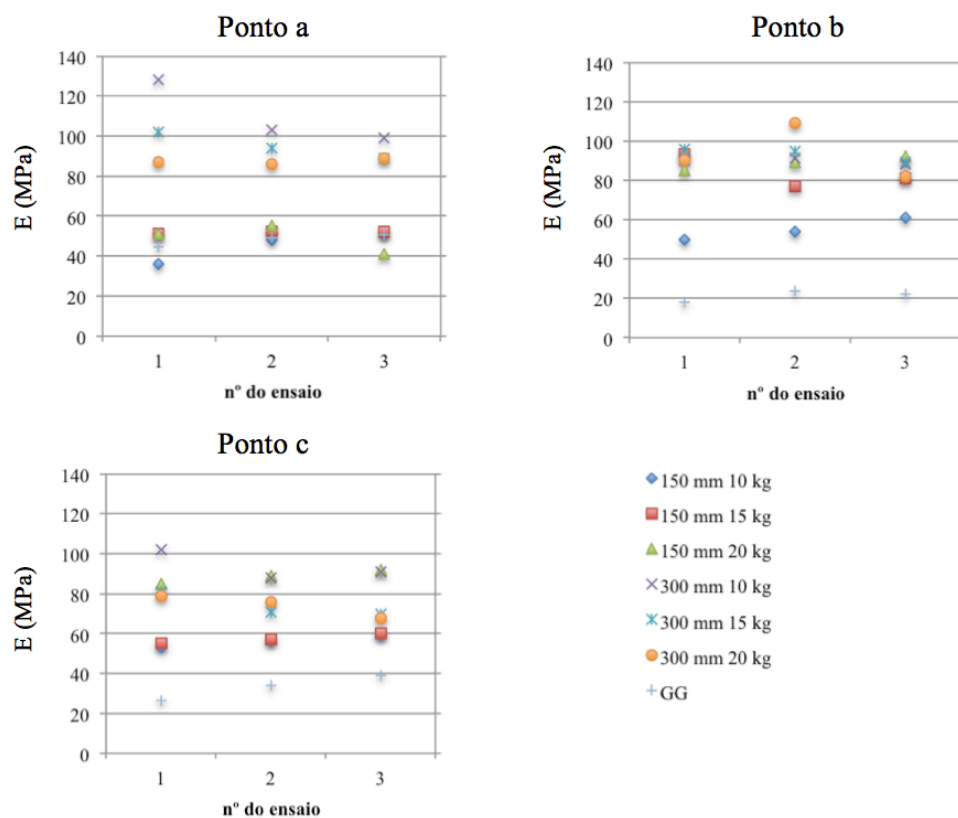 Ponto a
140
120
100
80
60
40
20
0
E (MPa)
1 2 3
nº do ensaio
Ponto b
140
120
100
80
60
40
20
0
E (MPa)
1 2 3
nº do ensaio
Ponto c
140
120
100
80
60
40
20
0
E (MPa)
1 2 3
nº do ensaio
150 mm 10 kg
150 mm 15 kg
150 mm 20 kg
300 mm 10 kg
300 mm 15 kg
300 mm 20 kg
GG